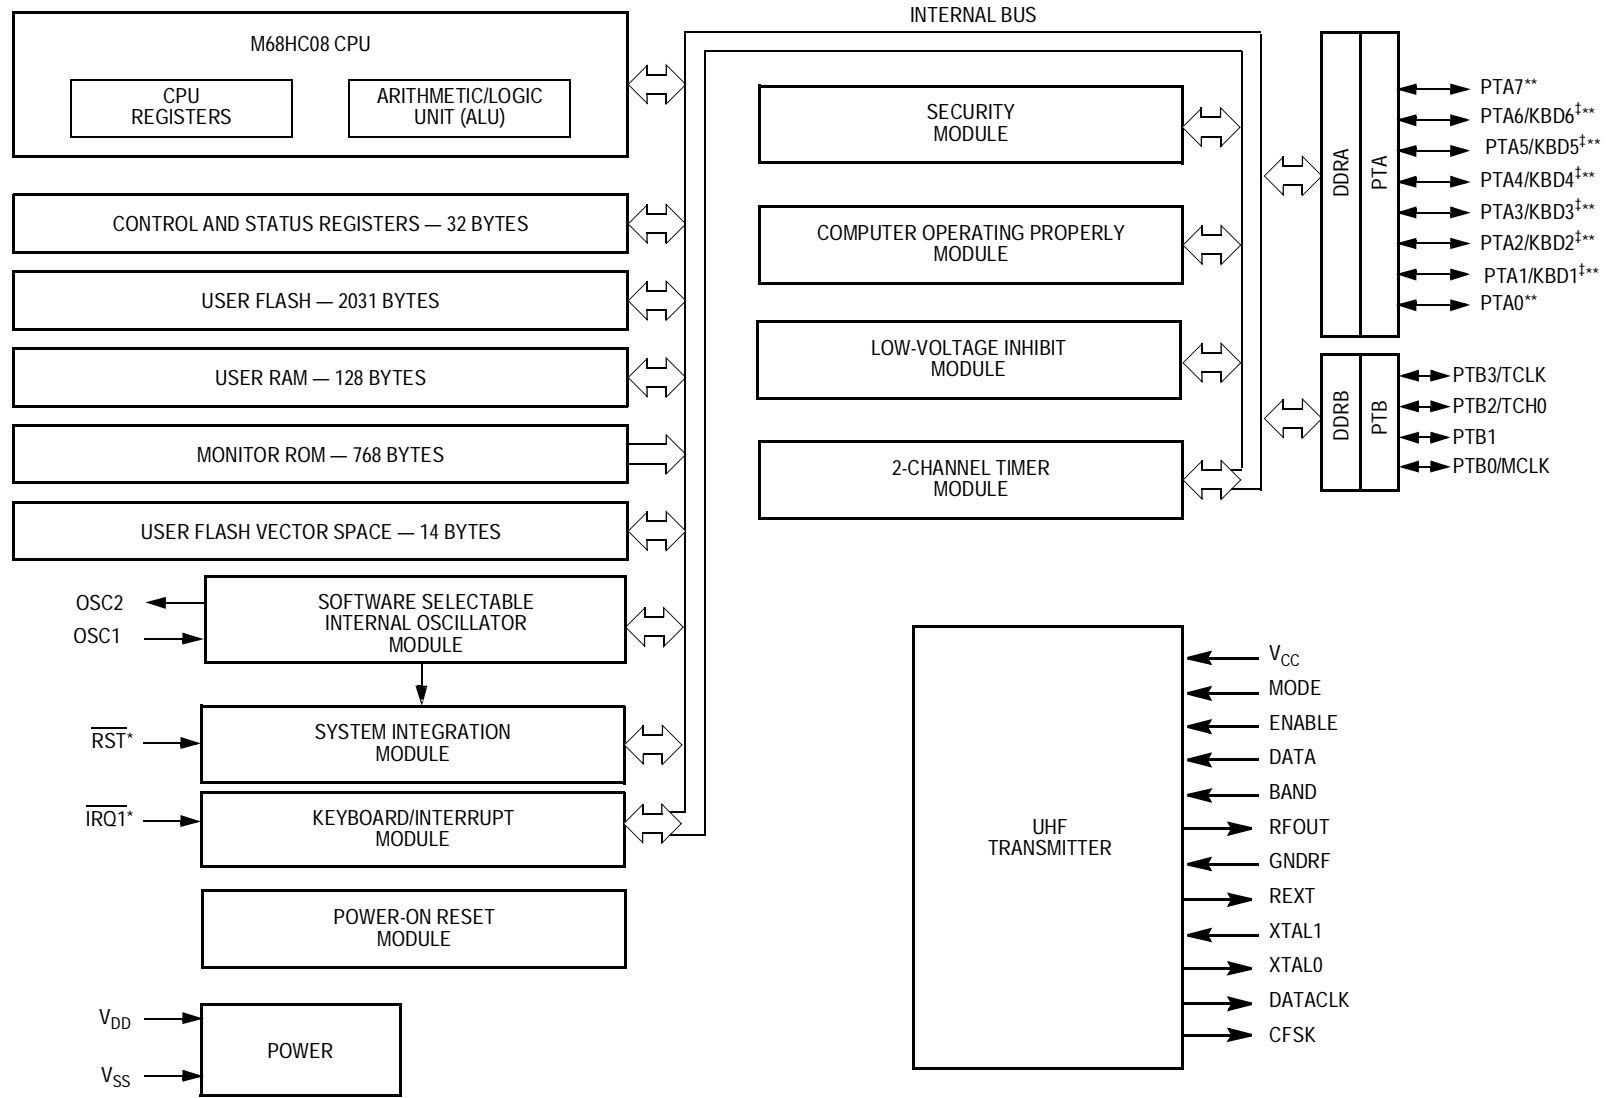 INTERNAL BUS
M68HC08 CPU
CPU
REGISTERS
ARITHMETIC/LOGIC
UNIT (ALU)
CONTROL AND STATUS REGISTERS — 32 BYTES
USER FLASH — 2031 BYTES
USER RAM — 128 BYTES
MONITOR ROM — 768 BYTES
USER FLASH VECTOR SPACE — 14 BYTES
OSC2
OSC1
SOFTWARE SELECTABLE
INTERNAL OSCILLATOR
MODULE
RST*
SYSTEM INTEGRATION
MODULE
IRQ1*
KEYBOARD/INTERRUPT
MODULE
POWER-ON RESET
MODULE
VDD
VSS
POWER
SECURITY
MODULE
COMPUTER OPERATING PROPERLY
MODULE
LOW-VOLTAGE INHIBIT
MODULE
2-CHANNEL TIMER
MODULE
DDRA
PTA
PTA7**
PTA6/KBD6‡**
PTA5/KBD5‡**
PTA4/KBD4‡**
PTA3/KBD3‡**
PTA2/KBD2‡**
PTA1/KBD1‡**
PTA0**
DDRB
PTB
PTB3/TCLK
PTB2/TCH0
PTB1
PTB0/MCLK
UHF
TRANSMITTER
VCC
MODE
ENABLE
DATA
BAND
RFOUT
GNDRF
REXT
XTAL1
XTAL0
DATACLK
CFSK